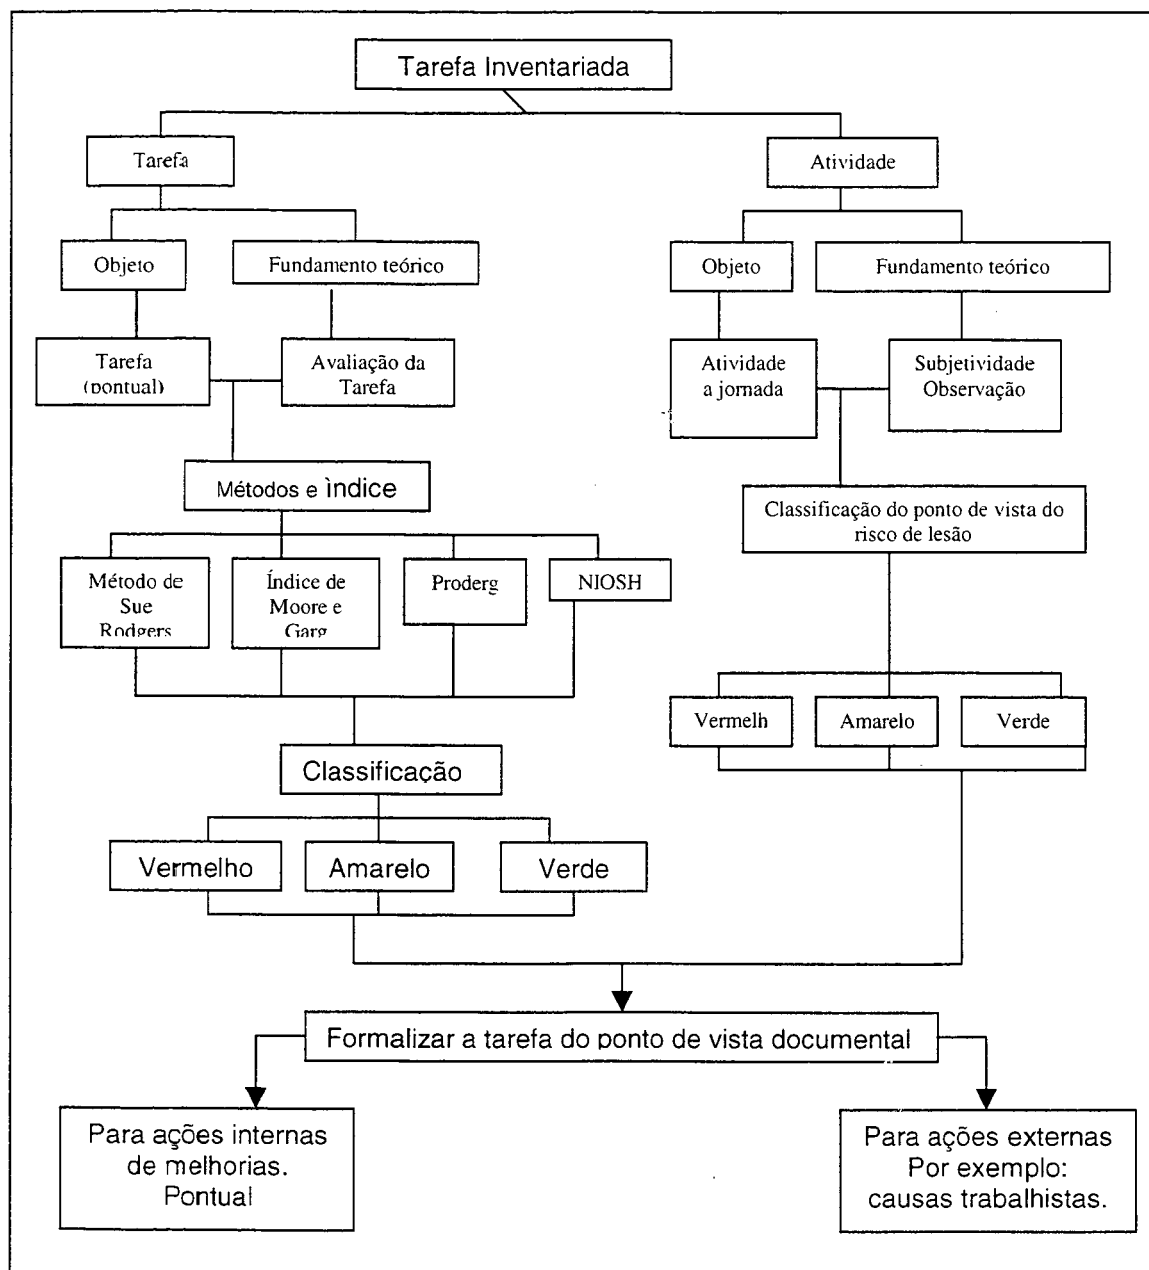 Tarefa Inventariada
Tarefa
Atividade
Objeto
Fundamento teórico
Objeto
Fundamento teórico
Tarefa
(pontual)
Avaliação da
Tarefa
Atividade
a jornada
Subjetividade
Observação
Métodos e ìndice
Classificação do ponto de vista do
risco de lesão
Método de
Sue
Rodgers
Índice de
Moore e
Garg
Proderg
NIOSH
Vermelh
Amarelo
Verde
Classificação
Vermelho
Amarelo
Verde
Formalizar a tarefa do ponto de vista documental
Para ações internas
de melhorias.
Pontual
Para ações externas
Por exemplo:
causas trabalhistas.